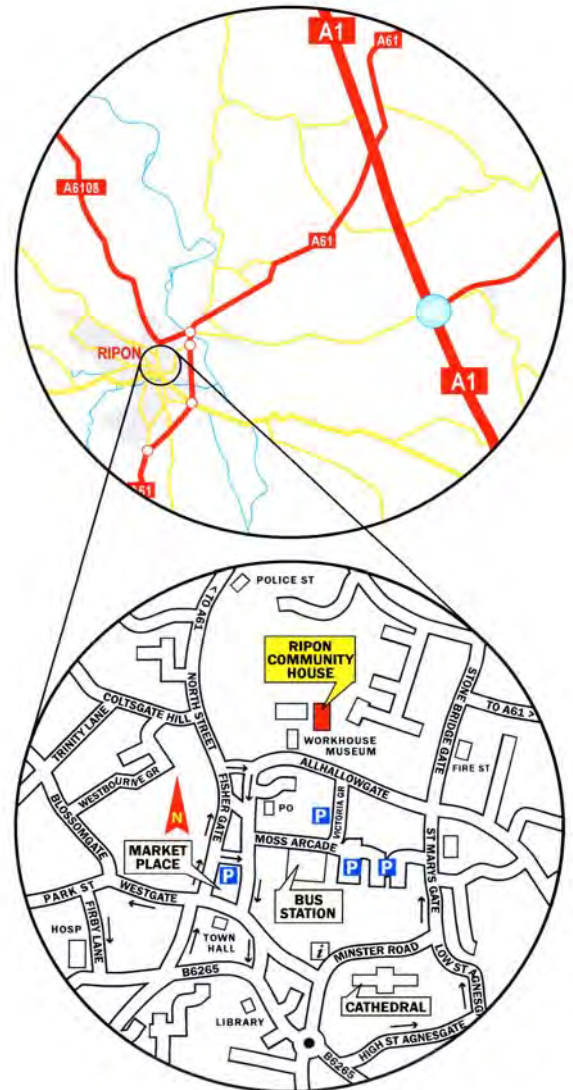 A1
A61
A6108
A61
RIPON
A1
A61
POLICE ST
< TO A61
RIPON
COMMUNITY
HOUSE
STONE BRIDGE GATE
COLTSGATE HILL
NORTH STREET
TO A61 >
TRINITY LANE
WORKHOUSE
MUSEUM
ALLHALLOWGATE
FIRE ST
WESTBOURNE GR
FISHER GATE
BLOSSOMGATE
N
PO
P
VICTORIA GR
MOSS ARCADE
ST MARYS GATE
MARKET
PLACE
P
P
P
BUS
STATION
PARK ST
WESTGATE
FIRBY LANE
HOSP
TOWN
HALL
i
MINSTER ROAD
LOW ST AGNESGATE
B6265
CATHEDRAL
LIBRARY
HIGH ST AGNESGATE
B6265